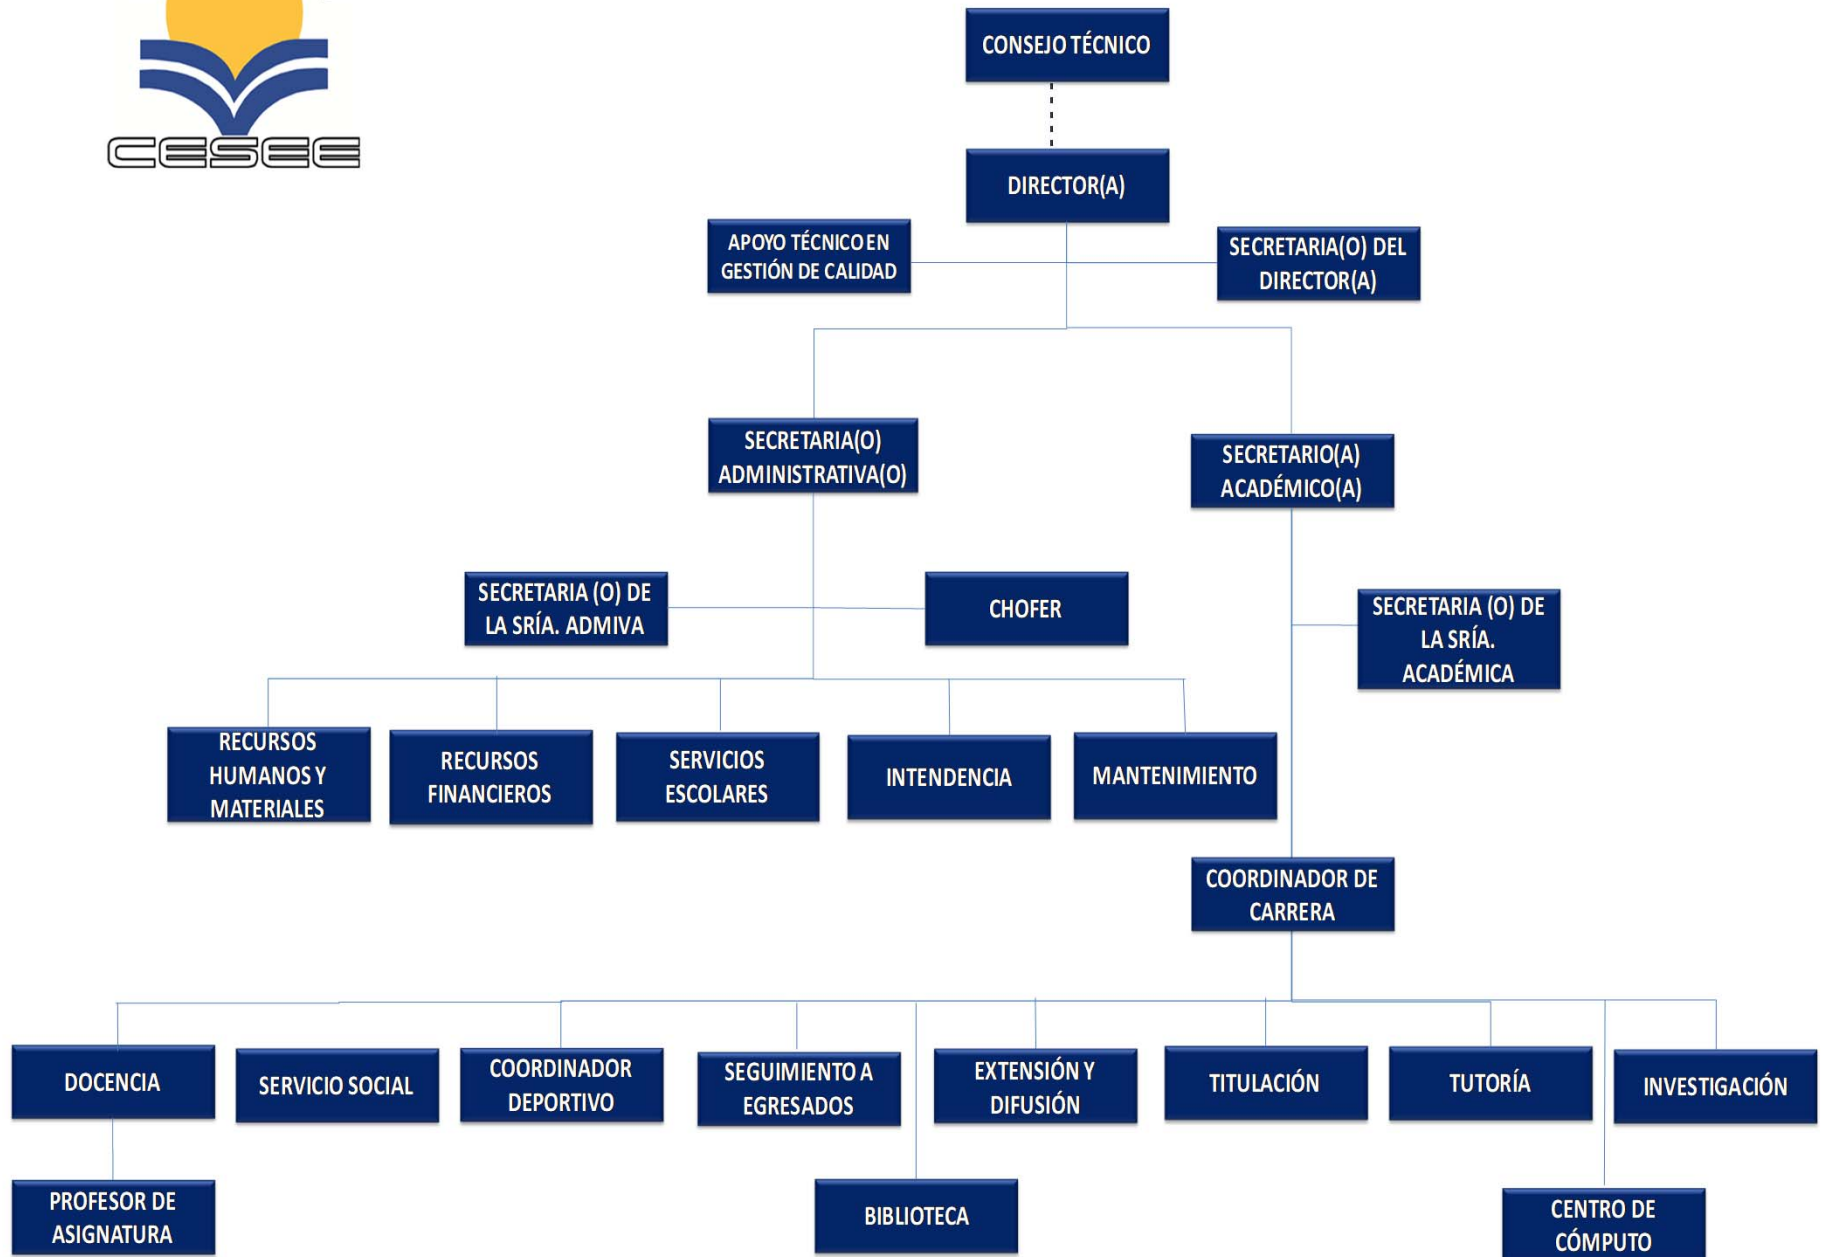 CESEE
CONSEJO TÉCNICO
DIRECTOR(A)
APOYO TÉCNICO EN
GESTIÓN DE CALIDAD
SECRETARIA(O) DEL
DIRECTOR(A)
SECRETARIA(O)
ADMINISTRATIVA(O)
SECRETARIO(A)
ACADÉMICO(A)
SECRETARIA (O) DE
LA SRÍA. ADMIVA
CHOFER
SECRETARIA (O) DE
LA SRÍA.
ACADÉMICA
RECURSOS
HUMANOS Y
MATERIALES
RECURSOS
FINANCIEROS
SERVICIOS
ESCOLARES
INTENDENCIA
MANTENIMIENTO
COORDINADOR DE
CARRERA
DOCENCIA
SERVICIO SOCIAL
COORDINADOR
DEPORTIVO
SEGUIMIENTO A
EGRESADOS
EXTENSIÓN Y
DIFUSIÓN
TITULACIÓN
TUTORÍA
INVESTIGACIÓN
PROFESOR DE
ASIGNATURA
BIBLIOTECA
CENTRO DE
CÓMPUTO